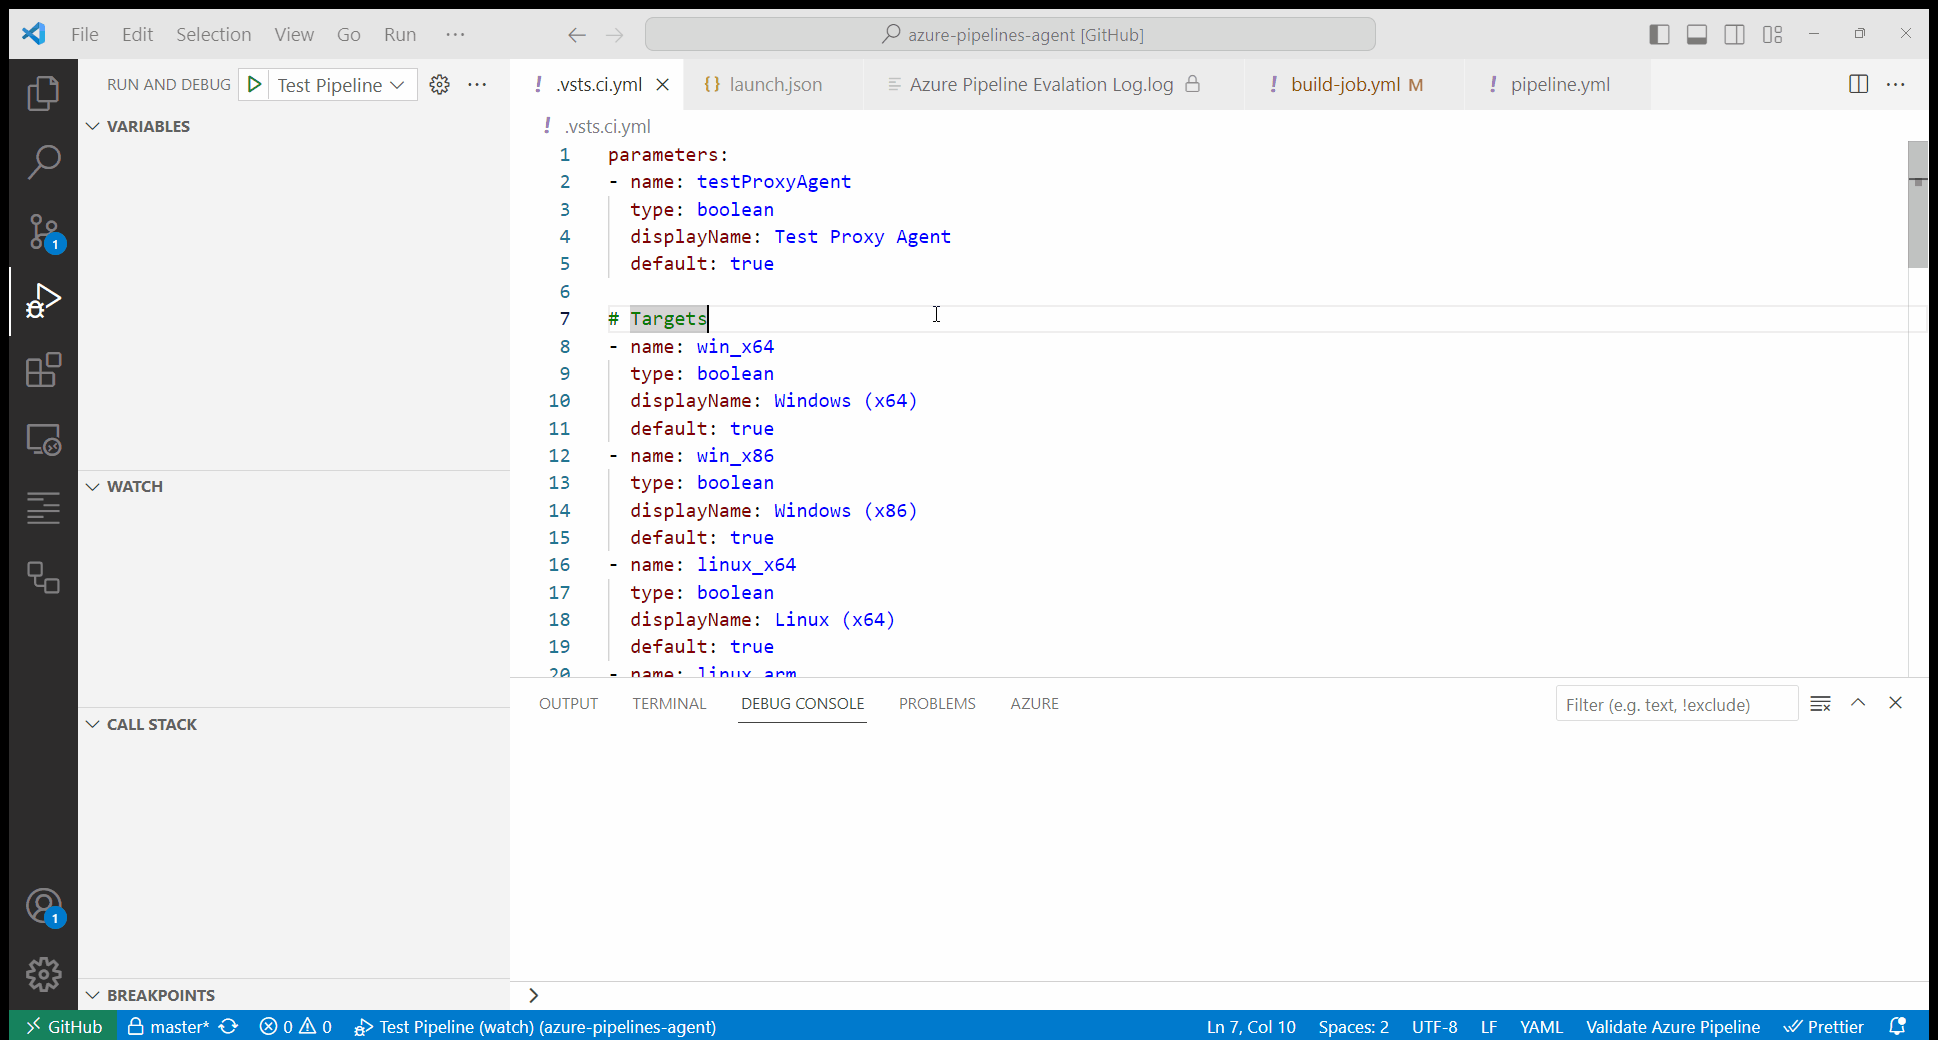 File Edit Selection View Go Run ···
azure-pipelines-agent [GitHub]
RUN AND DEBUG Test Pipeline
.vsts.ci.yml
launch.json
Azure Pipeline Evalation Log.log
build-job.yml M
pipeline.yml
VARIABLES
WATCH
CALL STACK
BREAKPOINTS
1
1
! .vsts.ci.yml
1 parameters:
2 - name: testProxyAgent
3 type: boolean
4 displayName: Test Proxy Agent
5 default: true
6
7 # Targets
8 - name: win_x64
9 type: boolean
10 displayName: Windows (x64)
11 default: true
12 - name: win_x86
13 type: boolean
14 displayName: Windows (x86)
15 default: true
16 - name: linux_x64
17 type: boolean
18 displayName: Linux (x64)
19 default: true
20 - name: linux_arm
OUTPUT TERMINAL DEBUG CONSOLE PROBLEMS AZURE
Filter (e.g. text, !exclude)
GitHub master* 0 0 Test Pipeline (watch) (azure-pipelines-agent) Ln 7, Col 10 Spaces: 2 UTF-8 LF YAML Validate Azure Pipeline Prettier